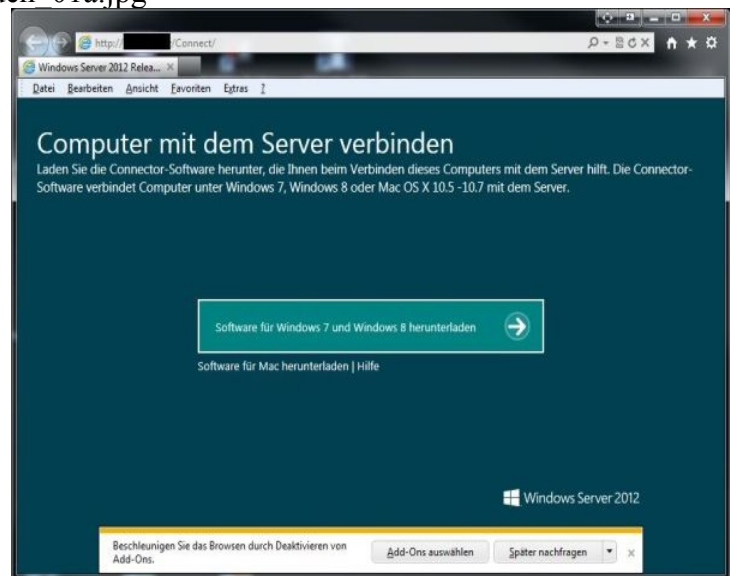 http:// /Connect/
Windows Server 2012 Relea...
Datei Bearbeiten Ansicht Favoriten Extras ?
Computer mit dem Server verbinden
Laden Sie die Connector-Software herunter, die Ihnen beim Verbinden dieses Computers mit dem Server hilft. Die Connector-
Software verbindet Computer unter Windows 7, Windows 8 oder Mac OS X 10.5 -10.7 mit dem Server.
Software für Windows 7 und Windows 8 herunterladen
Software für Mac herunterladen | Hilfe
Windows Server 2012
Beschleunigen Sie das Browsen durch Deaktivieren von
Add-Ons.
Add-Ons auswählen
Später nachfragen